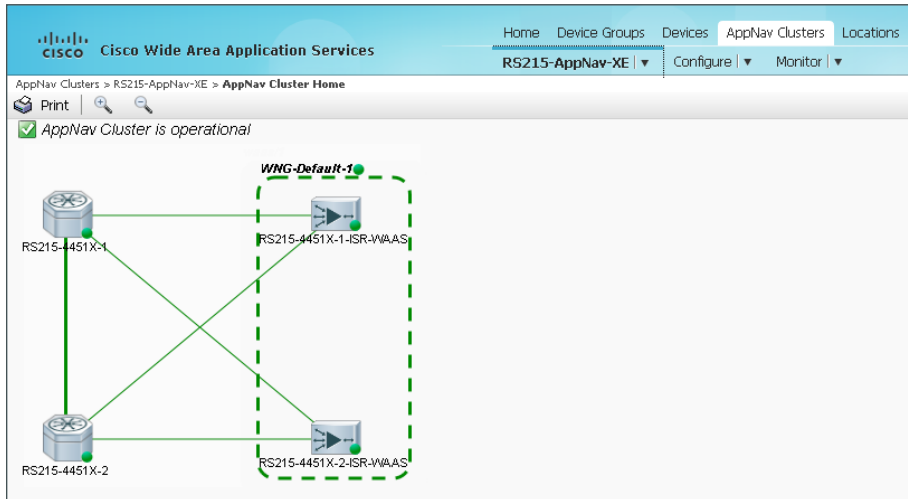 Home Device Groups Devices AppNav Clusters Locations
CISCO Cisco Wide Area Application Services
RS215-AppNav-XE Configure Monitor
AppNav Clusters > RS215-AppNav-XE > AppNav Cluster Home
Print
AppNav Cluster is operational
WNG-Default-1
RS215-4451X-1
RS215-4451X-1-ISR-WAAS
RS215-4451X-2
RS215-4451X-2-ISR-WAAS